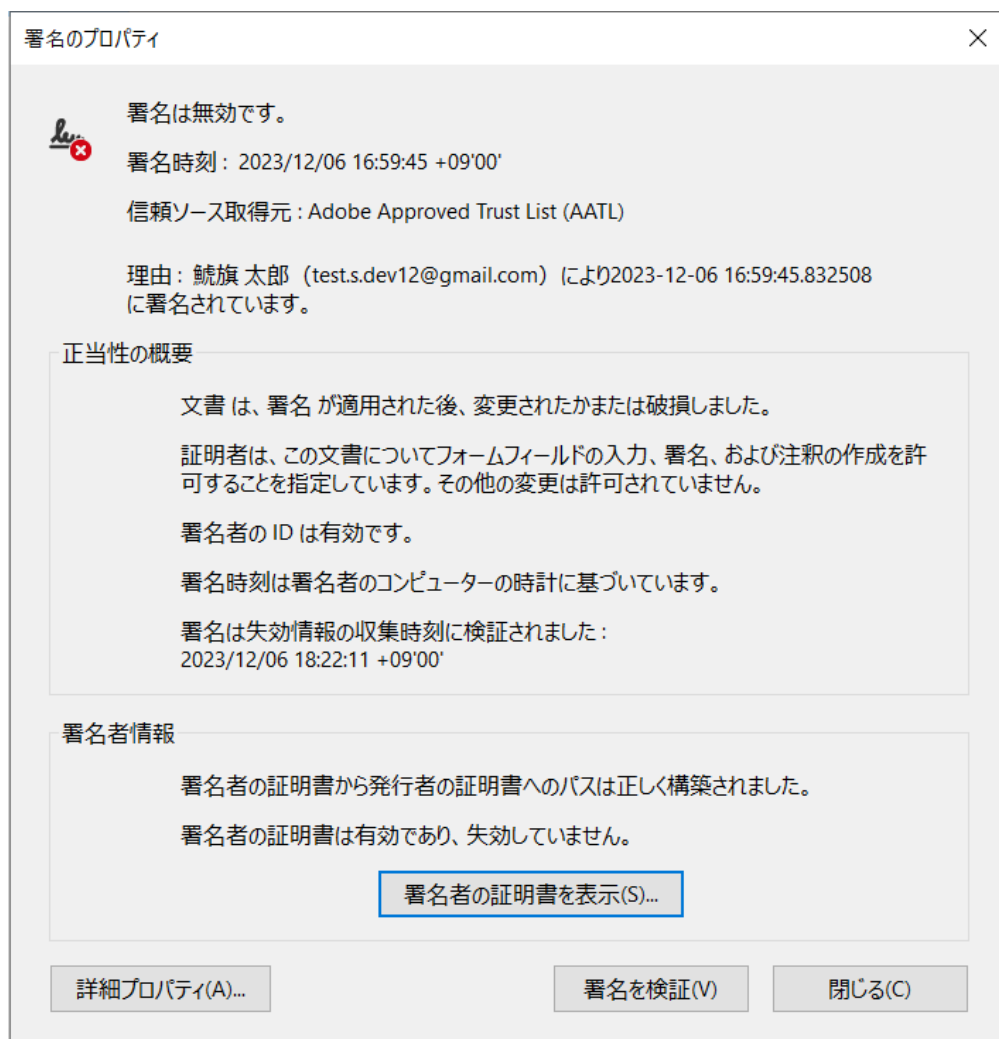 署名のプロパティ
署名は無効です。
署名時刻 : 2023/12/06 16:59:45 +09'00'
信頼ソース取得元 : Adobe Approved Trust List (AATL)
理由 : 鯱旗 太郎（test.s.dev12@gmail.com）により2023-12-06 16:59:45.832508
に署名されています。
正当性の概要
文書 は、署名 が適用された後、変更されたかまたは破損しました。
証明者は、この文書についてフォームフィールドの入力、署名、および注釈の作成を許
可することを指定しています。その他の変更は許可されていません。
署名者の ID は有効です。
署名時刻は署名者のコンピューターの時計に基づいています。
署名は失効情報の収集時刻に検証されました :
2023/12/06 18:22:11 +09'00'
署名者情報
署名者の証明書から発行者の証明書へのパスは正しく構築されました。
署名者の証明書は有効であり、失効していません。
署名者の証明書を表示(S)...
詳細プロパティ(A)...
署名を検証(V)
閉じる(C)